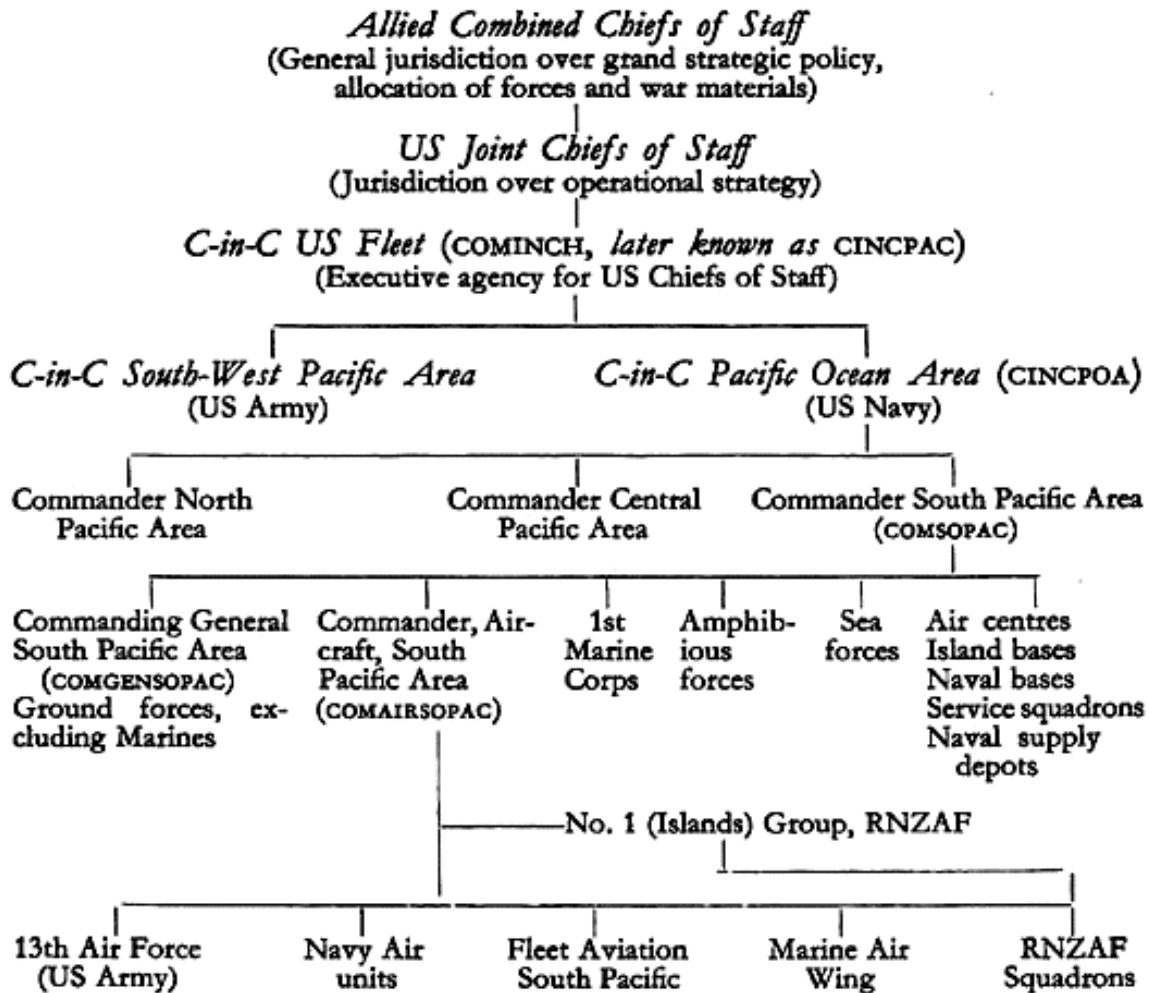 Allied Combined Chiefs of Staff
(General jurisdiction over grand strategic policy,
allocation of forces and war materials)
US Joint Chiefs of Staff
(Jurisdiction over operational strategy)
C-in-C US Fleet (COMINCH, later known as CINCPAC)
(Executive agency for US Chiefs of Staff)
C-in-C South-West Pacific Area
(US Army)
C-in-C Pacific Ocean Area (CINCPOA)
(US Navy)
Commander North
Pacific Area
Commander Central
Pacific Area
Commander South Pacific Area
(COMSOPAC)
Commanding General
South Pacific Area
(COMGENSOPAC)
Ground forces, ex-
cluding Marines
Commander, Air-
craft, South
Pacific Area
(COMAIRSOPAC)
1st
Marine
Corps
Amphib-
ious
forces
Sea
forces
Air centres
Island bases
Naval bases
Service squadrons
Naval supply
depots
No. 1 (Islands) Group, RNZAF
13th Air Force
(US Army)
Navy Air
units
Fleet Aviation
South Pacific
Marine Air
Wing
RNZAF
Squadrons